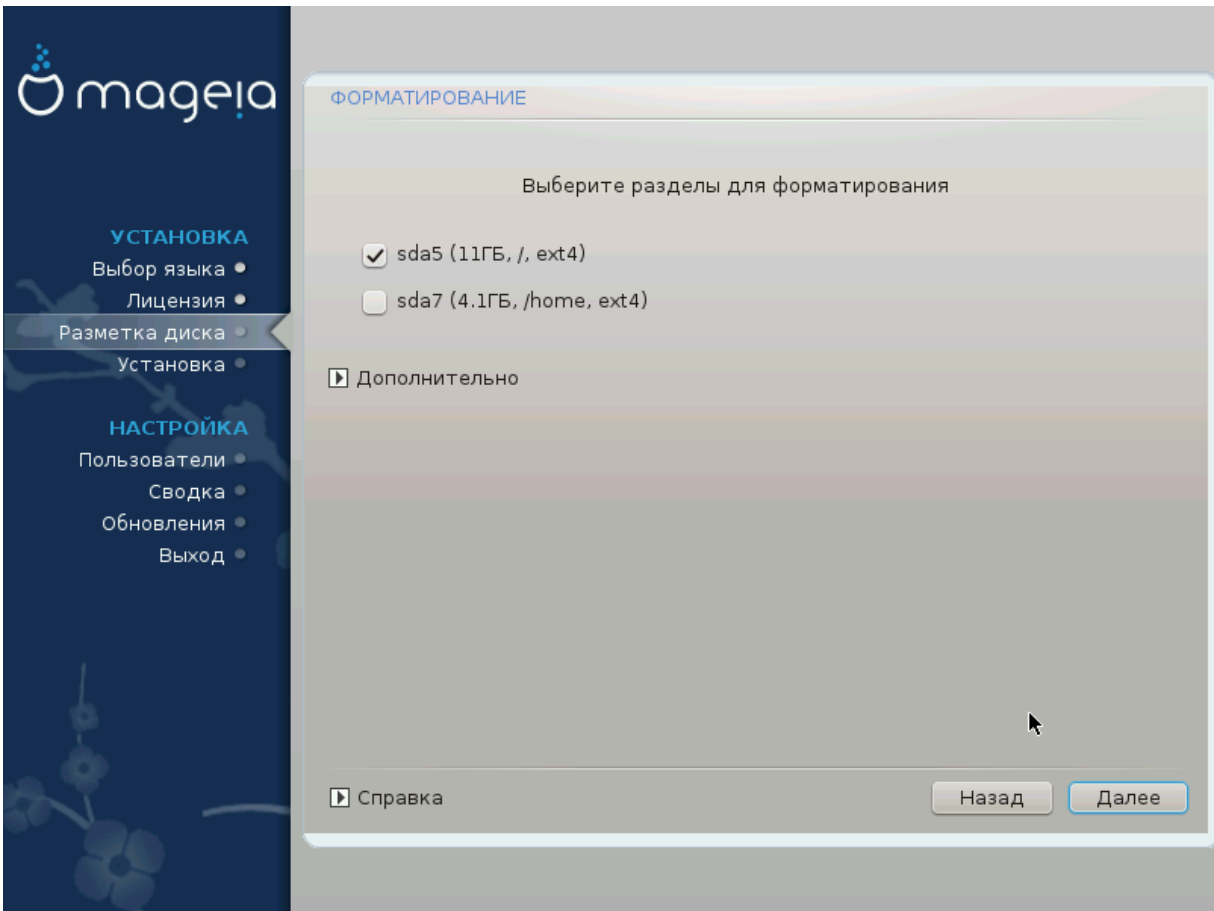 mageia
УСТАНОВКА
Выбор языка
Лицензия
Разметка диска
Установка
НАСТРОЙКА
Пользователи
Сводка
Обновления
Выход
ФОРМАТИРОВАНИЕ
Выберите разделы для форматирования
sda5 (11ГБ, /, ext4)
sda7 (4.1ГБ, /home, ext4)
Дополнительно
Справка
Назад
Далее